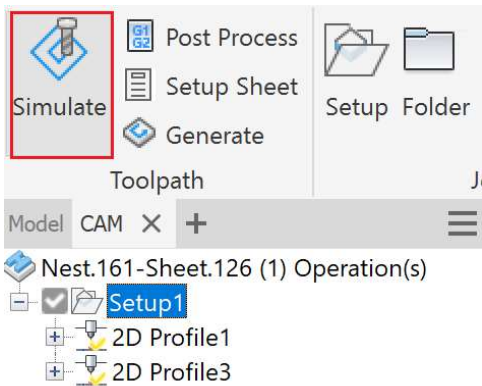 G1
G2
Post Process
Setup Sheet
Simulate
Generate
Setup Folder
Toolpath
Model CAM
Nest.161-Sheet.126 (1) Operation(s)
Setup1
2D Profile1
2D Profile3